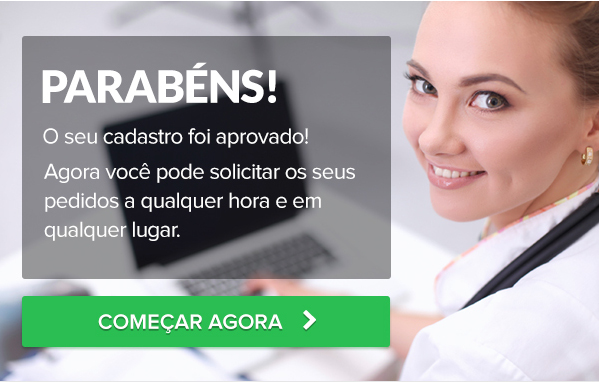 PARABÉNS!
O seu cadastro foi aprovado!
Agora você pode solicitar os seus
pedidos a qualquer hora e em
qualquer lugar.
COMEÇAR AGORA